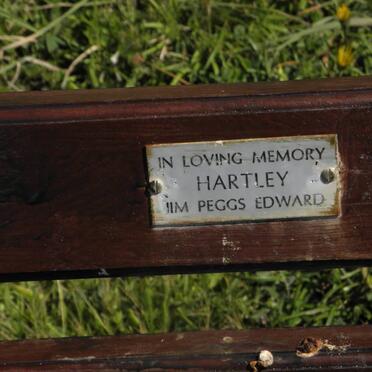 IN LOVING MEMORY
HARTLEY
JIM PEGGS EDWARD